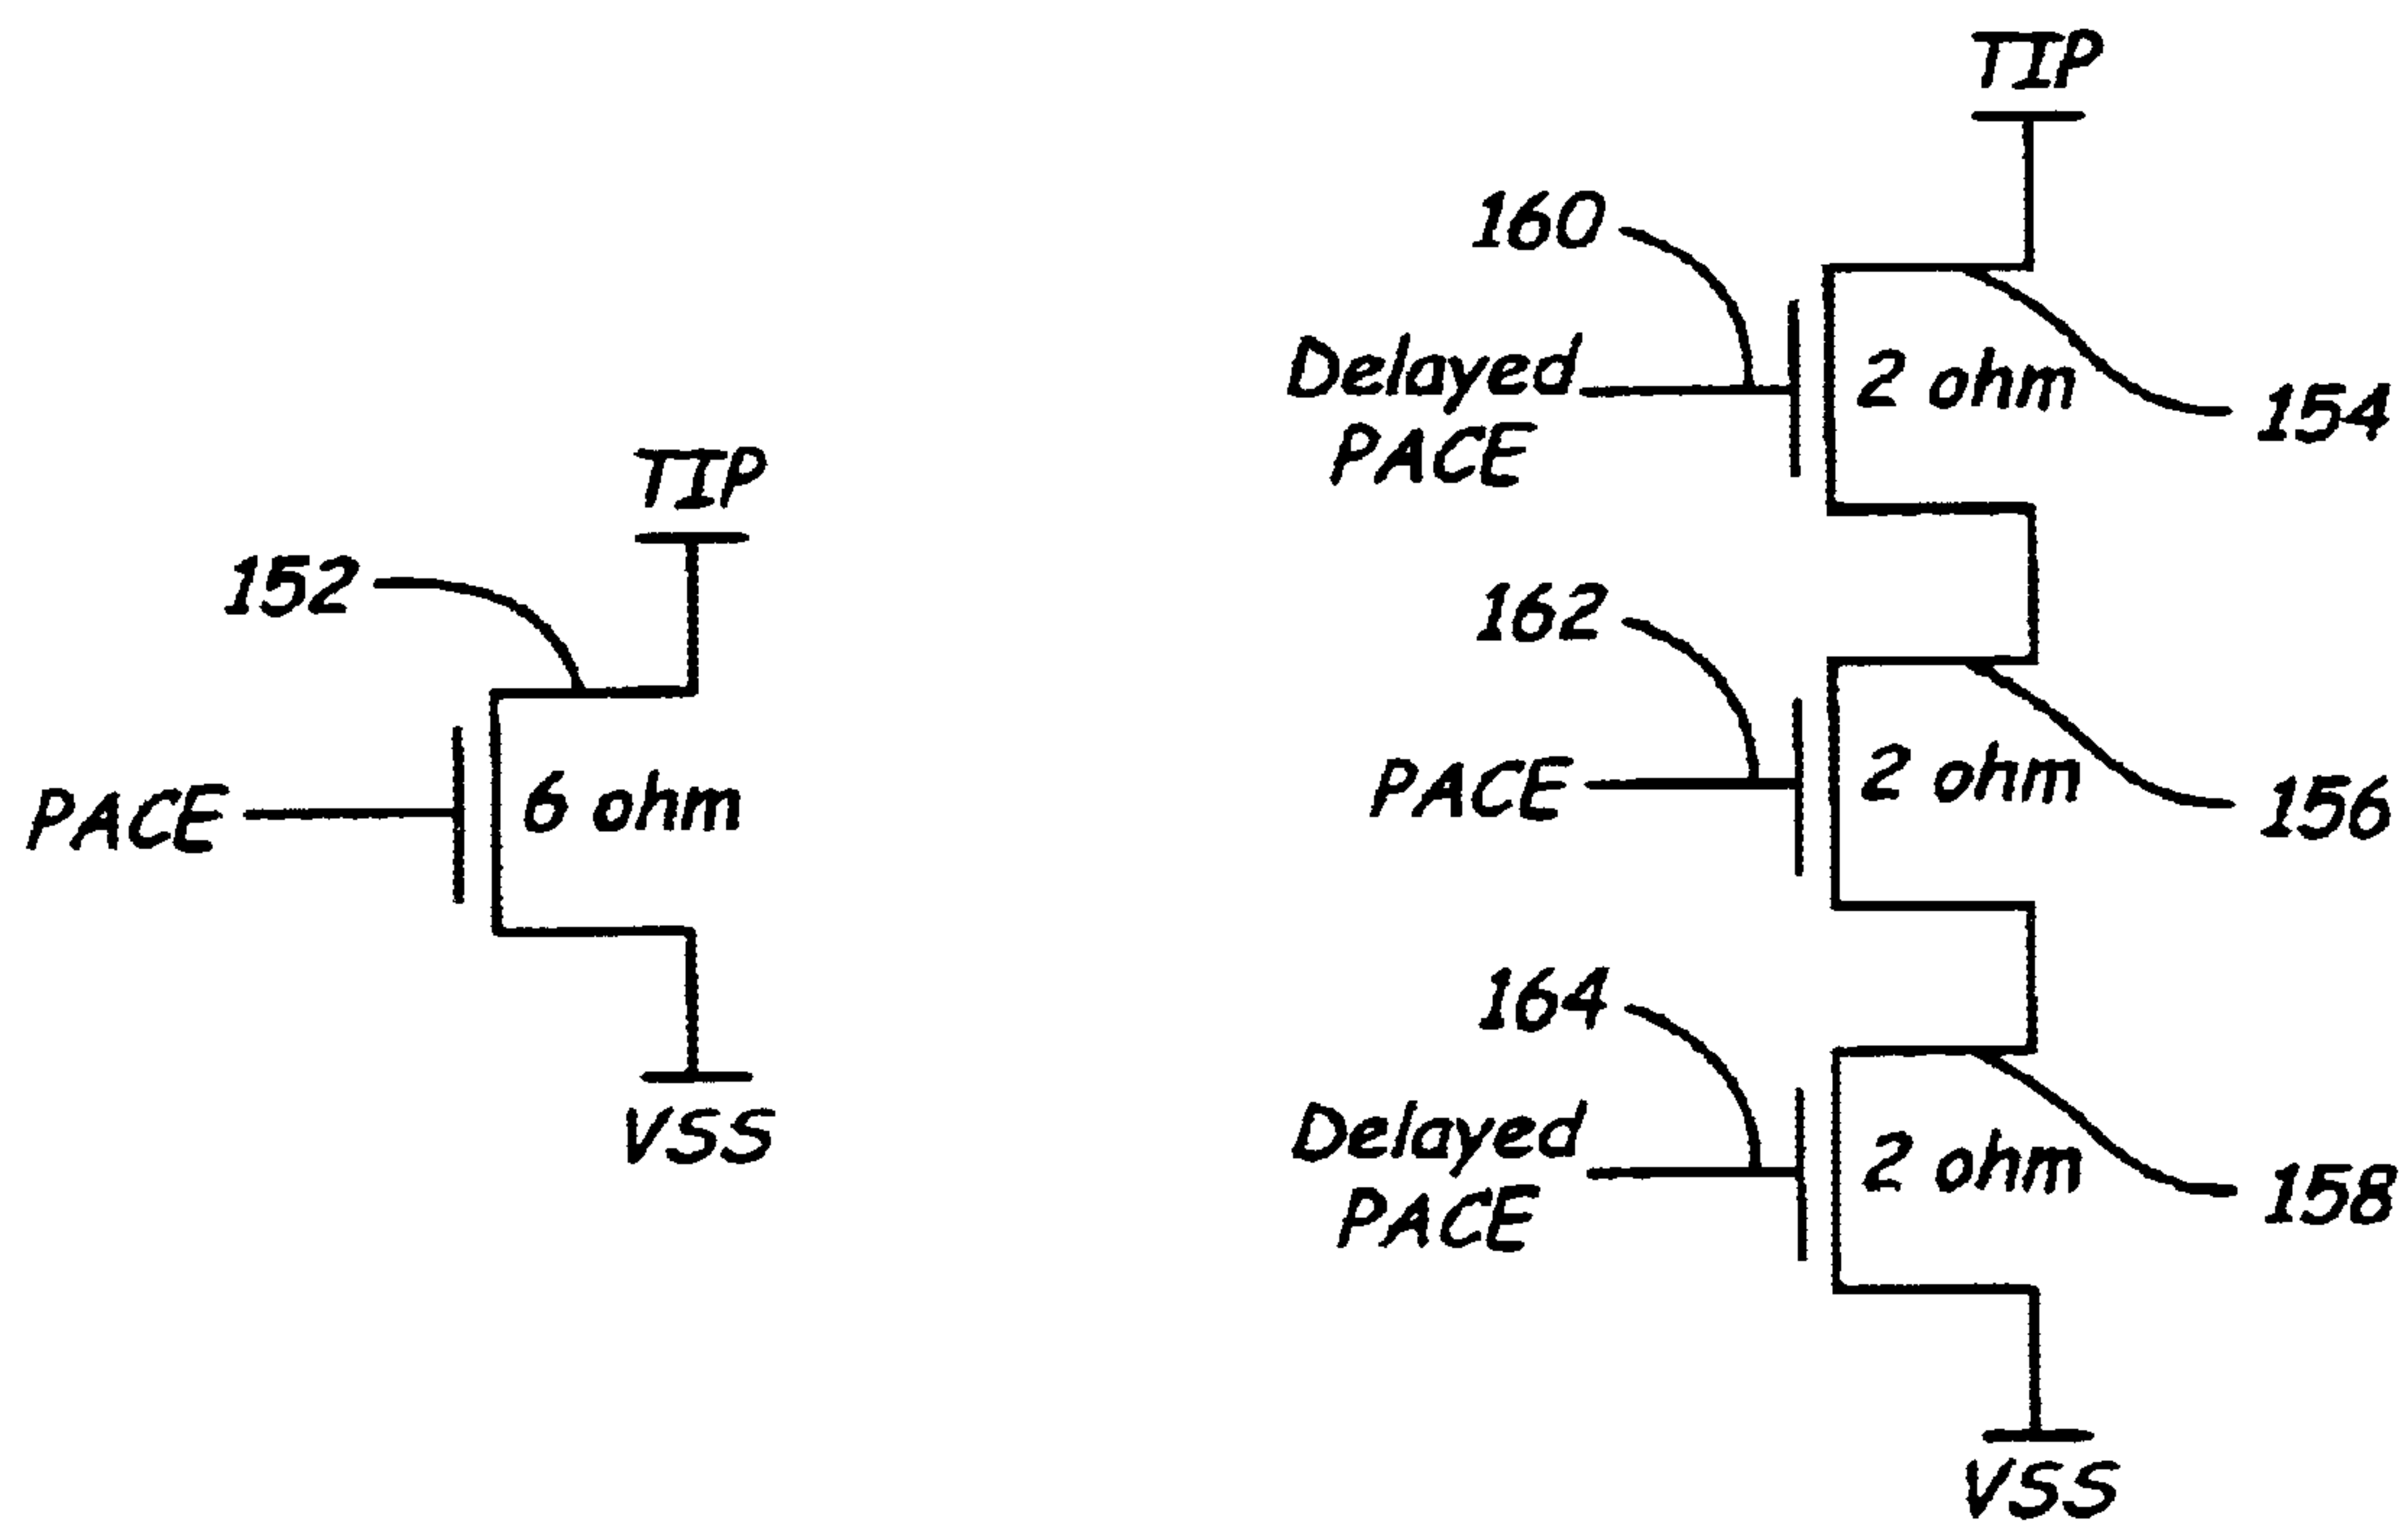 TIP
152
PACE
6 ohm
VSS
TIP
160
Delayed
PACE
2 ohm
154
162
PACE
2 ohm
156
164
Delayed
PACE
2 ohm
158
VSS